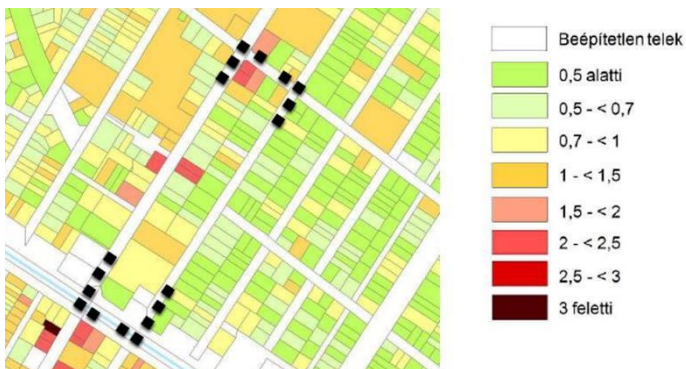 Beépítetlen telek
0,5 alatti
0,5 - < 0,7
0,7 - < 1
1 - < 1,5
1,5 - < 2
2 - < 2,5
2,5 - < 3
3 feletti